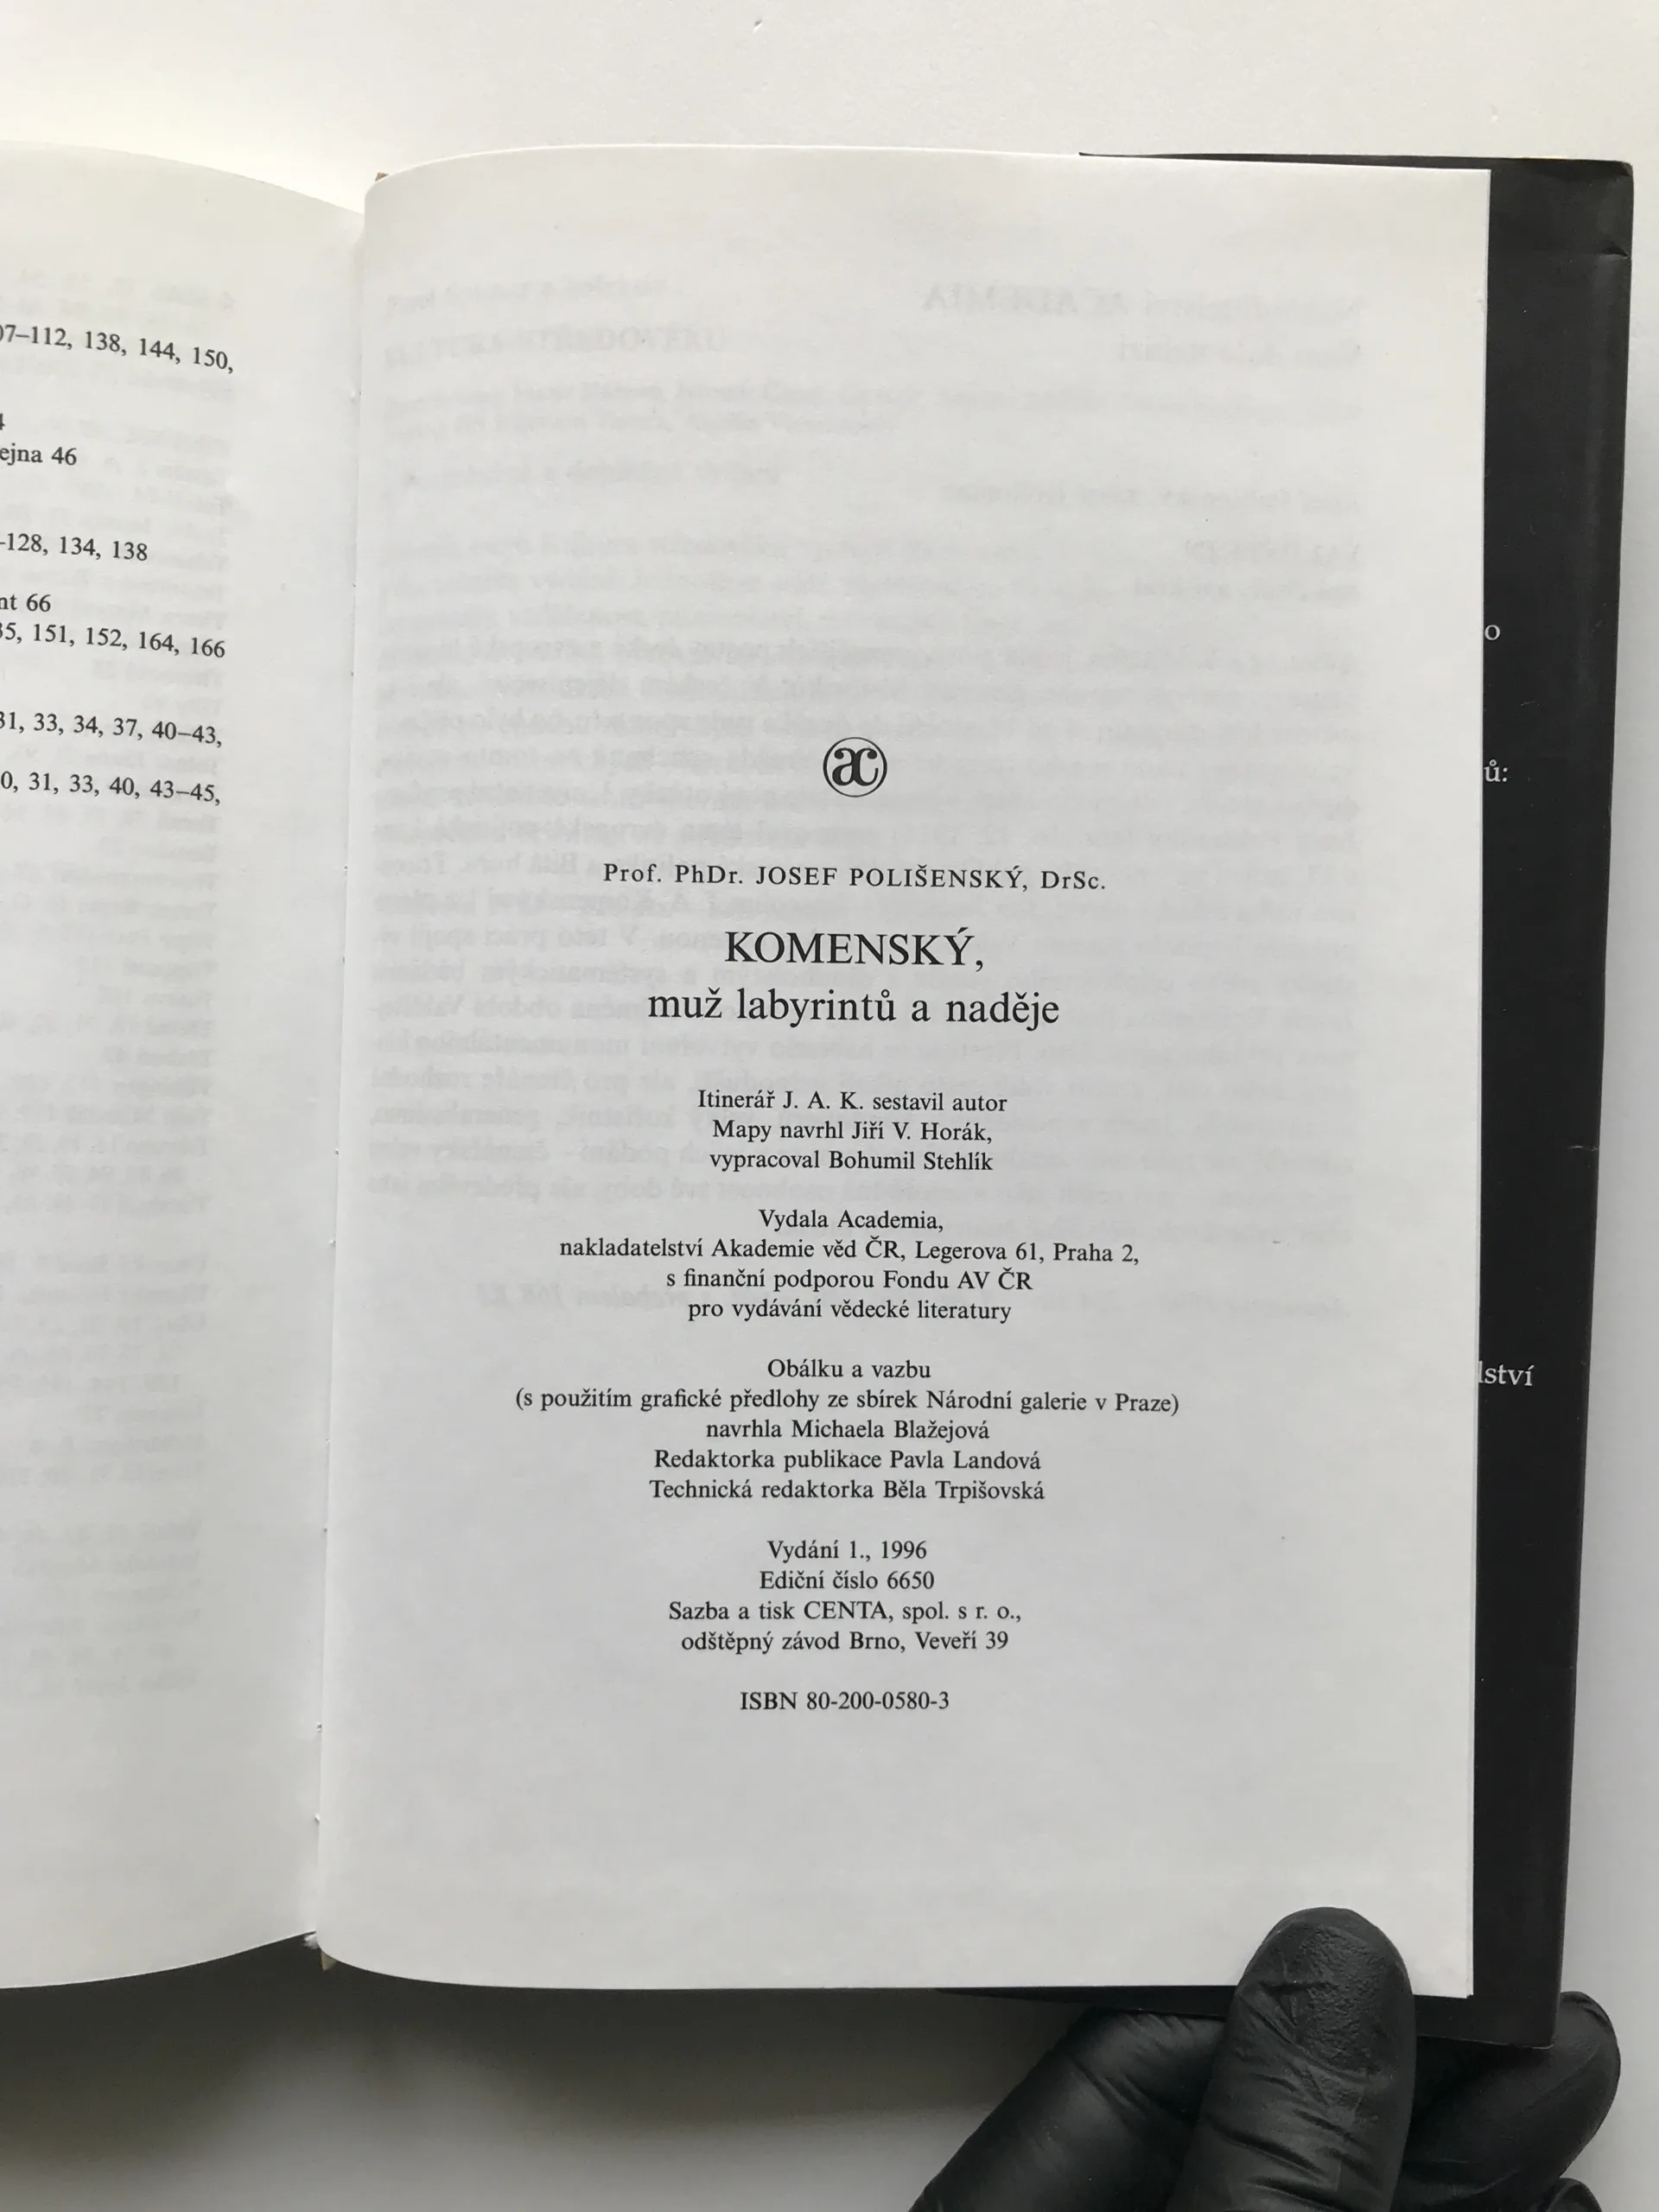 07–112, 138, 144, 150,
46
128, 134, 138
66
151, 152, 164, 166
31, 33, 34, 37, 40–43,
31, 33, 40, 43–45,
ac
Prof. PhDr. JOSEF POLIŠENSKÝ, DrSc.
KOMENSKÝ,
muž labyrintů a naděje
Itinerář J. A. K. sestavil autor
Mapy navrhl Jiří V. Horák,
vypracoval Bohumil Stehlík
Vydala Academia,
nakladatelství Akademie věd ČR, Legerova 61, Praha 2,
s finanční podporou Fondu AV ČR
pro vydávání vědecké literatury
Obálku a vazbu
(s použitím grafické předlohy ze sbírek Národní galerie v Praze)
navrhla Michaela Blažejová
Redaktorka publikace Pavla Landová
Technická redaktorka Běla Trpišovská
Vydání 1., 1996
Ediční číslo 6650
Sazba a tisk CENTA, spol. s r. o.,
odštěpný závod Brno, Veveří 39
ISBN 80-200-0580-3
o
ů:
lství